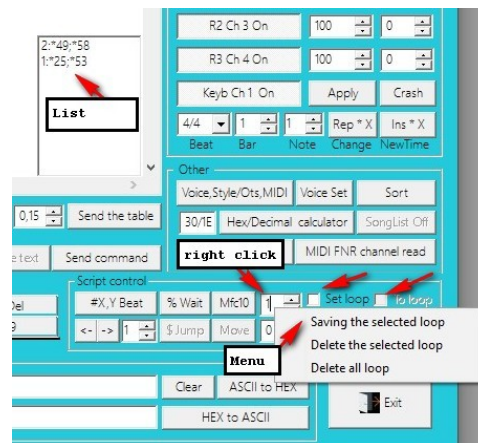 R2 Ch 3 On 100 0
2:*49;*58
1:*25;*53
R3 Ch 4 On 100 0
List
Keyb Ch 1 On Apply Crash
4/4 1 1 Rep * X Ins * X
Beat Bar Note Change NewTime
Other
Voice,Style/Ots,MIDI Voice Set Sort
0,15 Send the table
30/1E Hex/Decimal calculator SongList Off
e text Send command
right click MIDI FNR channel read
Script control
Del #X,Y Beat % Wait Mfc10 1 Set loop To loop
9 <- -> 1 $ Jump Move 0
Saving the selected loop
Delete the selected loop
Delete all loop
Menu
Clear ASCII to HEX
Exit
HEX to ASCII